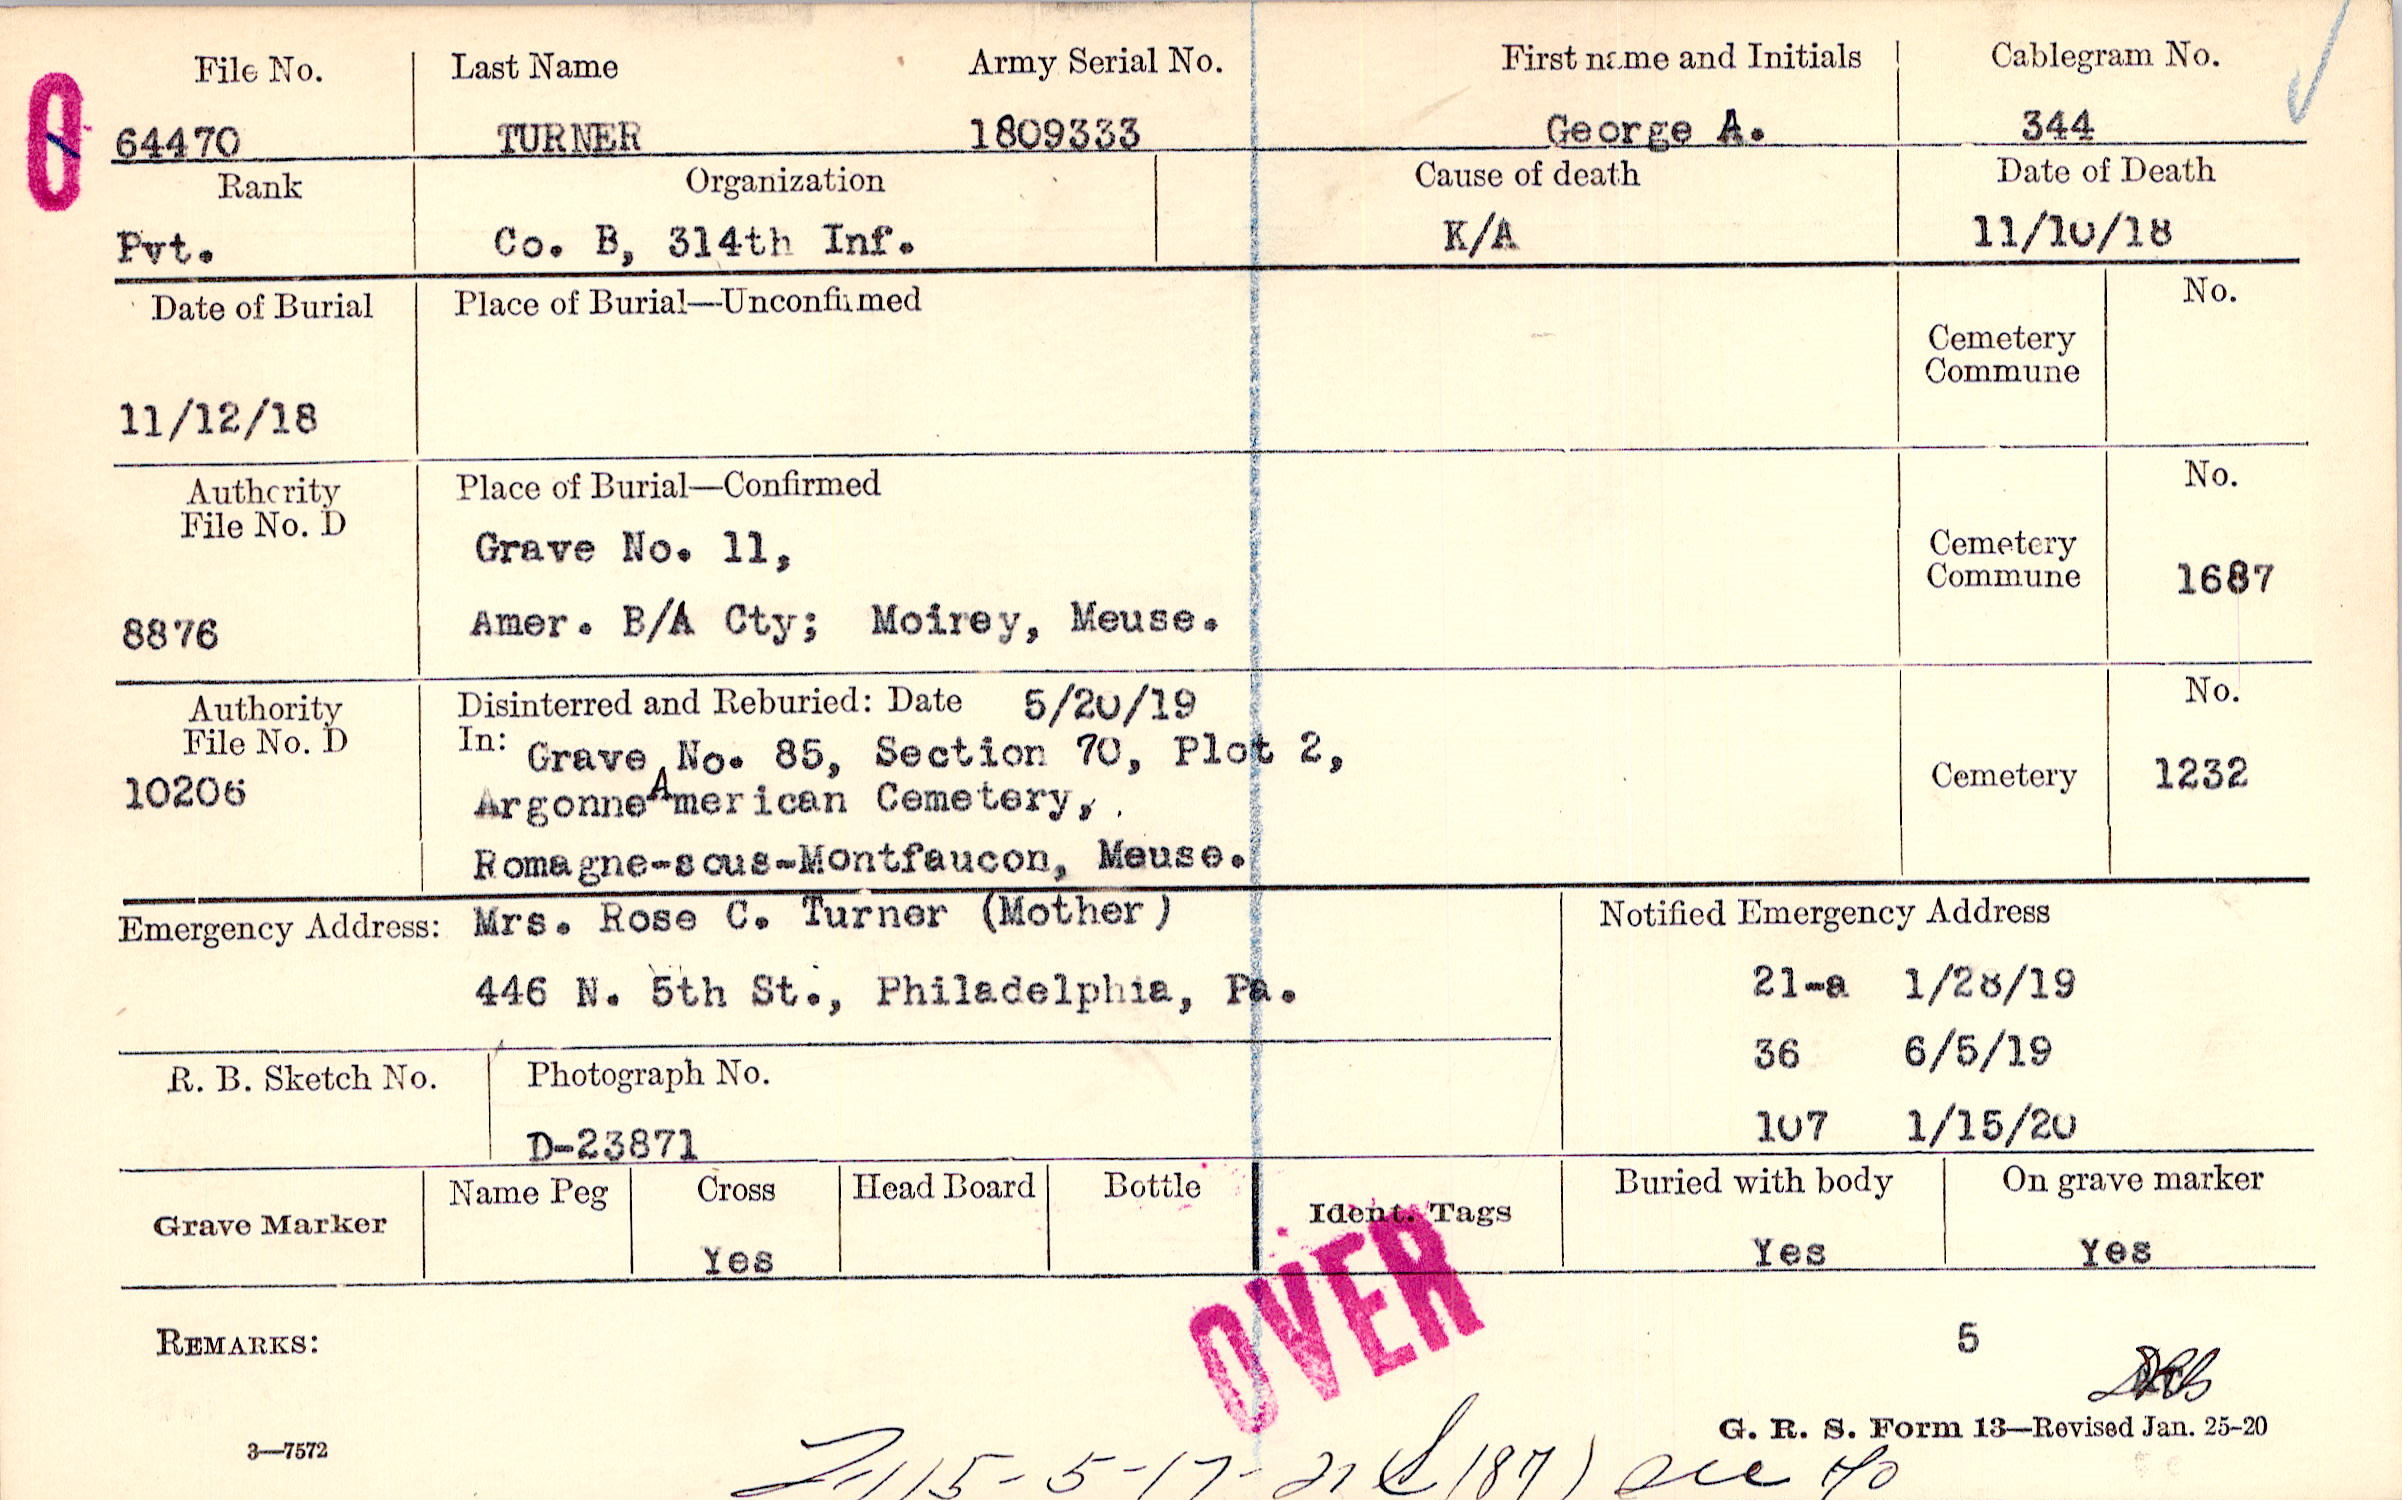 File No. Last Name Army Serial No. First name and Initials Cablegram No.
0 64470 TURNER 1809333 George A. 344
Rank Organization Cause of death Date of Death
Pvt. Co. B, 314th Inf. K/A 11/10/18
Date of Burial Place of Burial—Unconfirmed No.
Cemetery
Commune
11/12/18
Authority Place of Burial—Confirmed No.
File No. D
Grave No. 11, Cemetery
Commune 1687
8876 Amer. B/A Cty; Moirey, Meuse.
Authority Disinterred and Reburied: Date 5/20/19 No.
File No. D In: Grave No. 85, Section 70, Plot 2,
10206 Argonne American Cemetery, Cemetery 1232
Romagne-sous-Montfaucon, Meuse.
Emergency Address: Mrs. Rose C. Turner (Mother) Notified Emergency Address
446 N. 5th St., Philadelphia, Pa. 21-a 1/28/19
36 6/5/19
R. B. Sketch No. Photograph No.
D-23871 107 1/15/20
Grave Marker Name Peg Cross Head Board Bottle Ident. Tags Buried with body On grave marker
Yes Yes Yes
OVER
REMARKS: 5
G. R. S. Form 13—Revised Jan. 25-20
3—7572